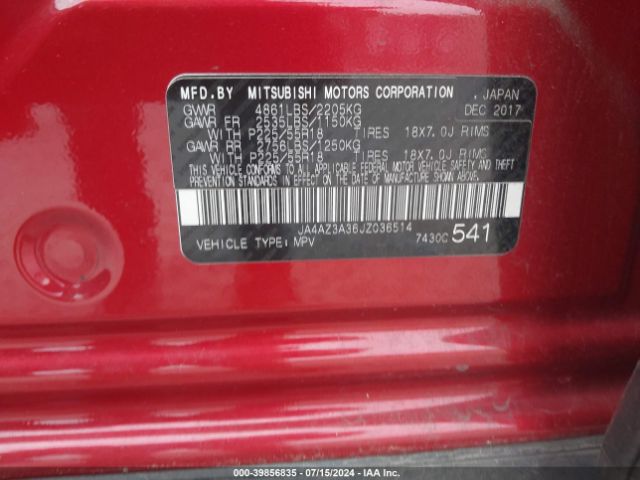 MFD.BY MITSUBISHI MOTORS CORPORATION , JAPAN
GVWR 4861LBS/2205KG DEC 2017
GAWR FR 2535LBS/1150KG
WITH P225/55R18 TIRES 18X7.0J RIMS
GAWR RR 2756LBS/1250KG
WITH P225/55R18 TIRES 18X7.0J RIMS
THIS VEHICLE CONFORMS TO ALL APPLICABLE FEDERAL MOTOR VEHICLE SAFETY AND THEFT
PREVENTION STANDARDS IN EFFECT ON THE DATE OF MANUFACTURE SHOWN ABOVE.
JA4AZ3A36JZ036514
VEHICLE TYPE:MPV 7430C 541
000-39856835 - 07/15/2024 - IAA Inc.